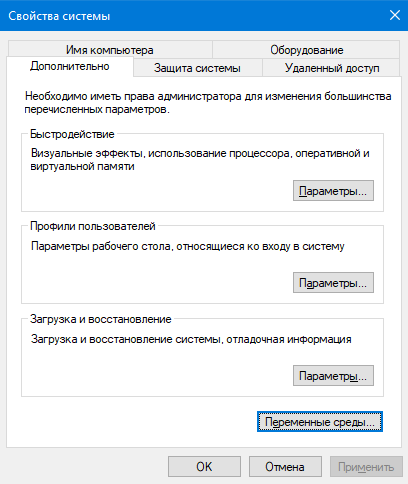 Свойства системы
Имя компьютера
Оборудование
Дополнительно
Защита системы
Удаленный доступ
Необходимо иметь права администратора для изменения большинства
перечисленных параметров.
Быстродействие
Визуальные эффекты, использование процессора, оперативной и
виртуальной памяти
Параметры...
Профили пользователей
Параметры рабочего стола, относящиеся ко входу в систему
Параметры...
Загрузка и восстановление
Загрузка и восстановление системы, отладочная информация
Параметры...
Переменные среды...
ОК
Отмена
Применить